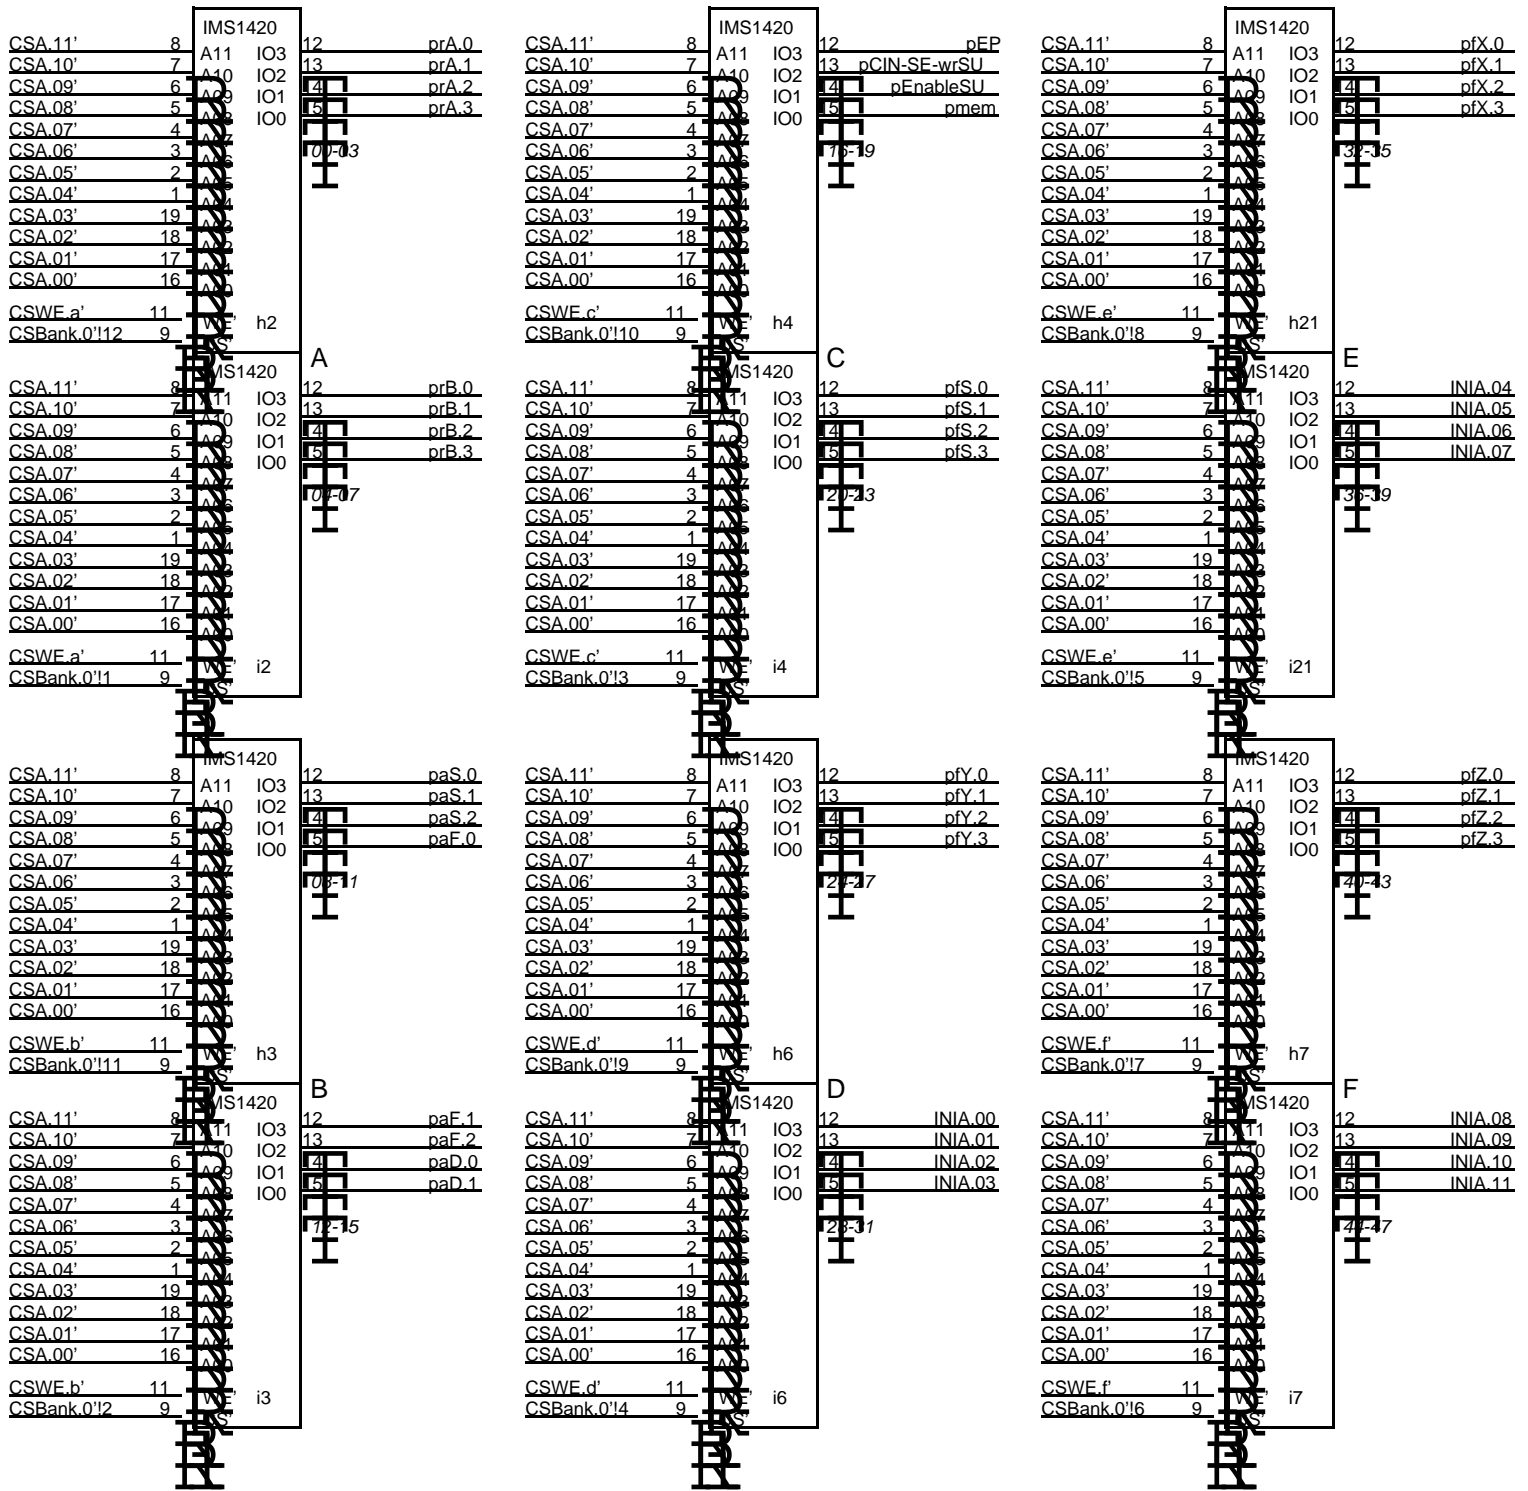 IMS1420
CSA.11' 8 A11 IO3 12 prA.0
CSA.10' 7 A10 IO2 13 prA.1
CSA.09' 6 IO1 14 prA.2
CSA.08' 5 IO0 15 prA.3
CSA.07' 4
CSA.06' 3 00-03
CSA.05' 2
CSA.04' 1
CSA.03' 19
CSA.02' 18
CSA.01' 17
CSA.00' 16
CSWE.a' 11 WE' h2
CSBank.0'!12 9
A
IMS1420
CSA.11' 8 A11 IO3 12 prB.0
CSA.10' 7 A10 IO2 13 prB.1
CSA.09' 6 IO1 14 prB.2
CSA.08' 5 IO0 15 prB.3
CSA.07' 4
CSA.06' 3 04-07
CSA.05' 2
CSA.04' 1
CSA.03' 19
CSA.02' 18
CSA.01' 17
CSA.00' 16
CSWE.a' 11 WE' i2
CSBank.0'!1 9
IMS1420
CSA.11' 8 A11 IO3 12 paS.0
CSA.10' 7 A10 IO2 13 paS.1
CSA.09' 6 IO1 14 paS.2
CSA.08' 5 IO0 15 paF.0
CSA.07' 4
CSA.06' 3 08-11
CSA.05' 2
CSA.04' 1
CSA.03' 19
CSA.02' 18
CSA.01' 17
CSA.00' 16
CSWE.b' 11 WE' h3
CSBank.0'!11 9
B
IMS1420
CSA.11' 8 A11 IO3 12 paF.1
CSA.10' 7 A10 IO2 13 paF.2
CSA.09' 6 IO1 14 paD.0
CSA.08' 5 IO0 15 paD.1
CSA.07' 4
CSA.06' 3 12-15
CSA.05' 2
CSA.04' 1
CSA.03' 19
CSA.02' 18
CSA.01' 17
CSA.00' 16
CSWE.b' 11 WE' i3
CSBank.0'!2 9
IMS1420
CSA.11' 8 A11 IO3 12 pEP
CSA.10' 7 A10 IO2 13 pCIN-SE-wrSU
CSA.09' 6 IO1 14 pEnableSU
CSA.08' 5 IO0 15 pmem
CSA.07' 4
CSA.06' 3 16-19
CSA.05' 2
CSA.04' 1
CSA.03' 19
CSA.02' 18
CSA.01' 17
CSA.00' 16
CSWE.c' 11 WE' h4
CSBank.0'!10 9
C
IMS1420
CSA.11' 8 A11 IO3 12 pfS.0
CSA.10' 7 A10 IO2 13 pfS.1
CSA.09' 6 IO1 14 pfS.2
CSA.08' 5 IO0 15 pfS.3
CSA.07' 4
CSA.06' 3 20-23
CSA.05' 2
CSA.04' 1
CSA.03' 19
CSA.02' 18
CSA.01' 17
CSA.00' 16
CSWE.c' 11 WE' i4
CSBank.0'!3 9
IMS1420
CSA.11' 8 A11 IO3 12 pfY.0
CSA.10' 7 A10 IO2 13 pfY.1
CSA.09' 6 IO1 14 pfY.2
CSA.08' 5 IO0 15 pfY.3
CSA.07' 4
CSA.06' 3 24-27
CSA.05' 2
CSA.04' 1
CSA.03' 19
CSA.02' 18
CSA.01' 17
CSA.00' 16
CSWE.d' 11 WE' h6
CSBank.0'!9 9
D
IMS1420
CSA.11' 8 A11 IO3 12 INIA.00
CSA.10' 7 A10 IO2 13 INIA.01
CSA.09' 6 IO1 14 INIA.02
CSA.08' 5 IO0 15 INIA.03
CSA.07' 4
CSA.06' 3 28-31
CSA.05' 2
CSA.04' 1
CSA.03' 19
CSA.02' 18
CSA.01' 17
CSA.00' 16
CSWE.d' 11 WE' i6
CSBank.0'!4 9
IMS1420
CSA.11' 8 A11 IO3 12 pfX.0
CSA.10' 7 A10 IO2 13 pfX.1
CSA.09' 6 IO1 14 pfX.2
CSA.08' 5 IO0 15 pfX.3
CSA.07' 4
CSA.06' 3 32-35
CSA.05' 2
CSA.04' 1
CSA.03' 19
CSA.02' 18
CSA.01' 17
CSA.00' 16
CSWE.e' 11 WE' h21
CSBank.0'!8 9
E
IMS1420
CSA.11' 8 A11 IO3 12 INIA.04
CSA.10' 7 A10 IO2 13 INIA.05
CSA.09' 6 IO1 14 INIA.06
CSA.08' 5 IO0 15 INIA.07
CSA.07' 4
CSA.06' 3 36-39
CSA.05' 2
CSA.04' 1
CSA.03' 19
CSA.02' 18
CSA.01' 17
CSA.00' 16
CSWE.e' 11 WE' i21
CSBank.0'!5 9
IMS1420
CSA.11' 8 A11 IO3 12 pfZ.0
CSA.10' 7 A10 IO2 13 pfZ.1
CSA.09' 6 IO1 14 pfZ.2
CSA.08' 5 IO0 15 pfZ.3
CSA.07' 4
CSA.06' 3 40-43
CSA.05' 2
CSA.04' 1
CSA.03' 19
CSA.02' 18
CSA.01' 17
CSA.00' 16
CSWE.f' 11 WE' h7
CSBank.0'!7 9
F
IMS1420
CSA.11' 8 A11 IO3 12 INIA.08
CSA.10' 7 A10 IO2 13 INIA.09
CSA.09' 6 IO1 14 INIA.10
CSA.08' 5 IO0 15 INIA.11
CSA.07' 4
CSA.06' 3 44-47
CSA.05' 2
CSA.04' 1
CSA.03' 19
CSA.02' 18
CSA.01' 17
CSA.00' 16
CSWE.f' 11 WE' i7
CSBank.0'!6 9